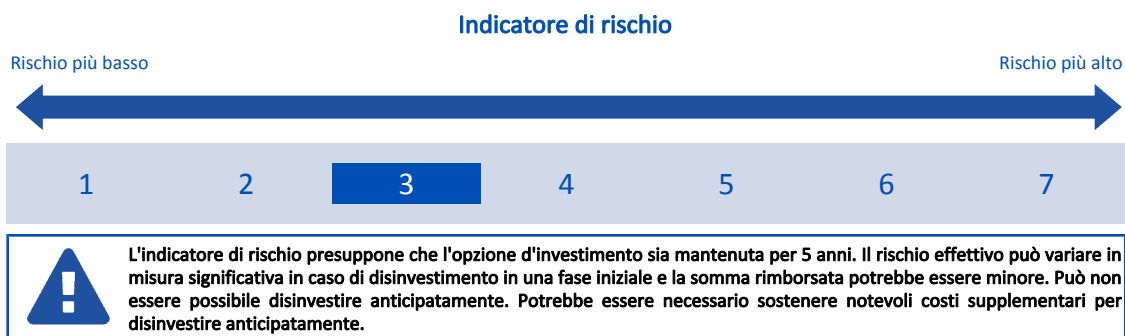 Indicatore di rischio
Rischio più basso
Rischio più alto
1 2 3 4 5 6 7
L'indicatore di rischio presuppone che l'opzione d'investimento sia mantenuta per 5 anni. Il rischio effettivo può variare in
misura significativa in caso di disinvestimento in una fase iniziale e la somma rimborsata potrebbe essere minore. Può non
essere possibile disinvestire anticipatamente. Potrebbe essere necessario sostenere notevoli costi supplementari per
disinvestire anticipatamente.